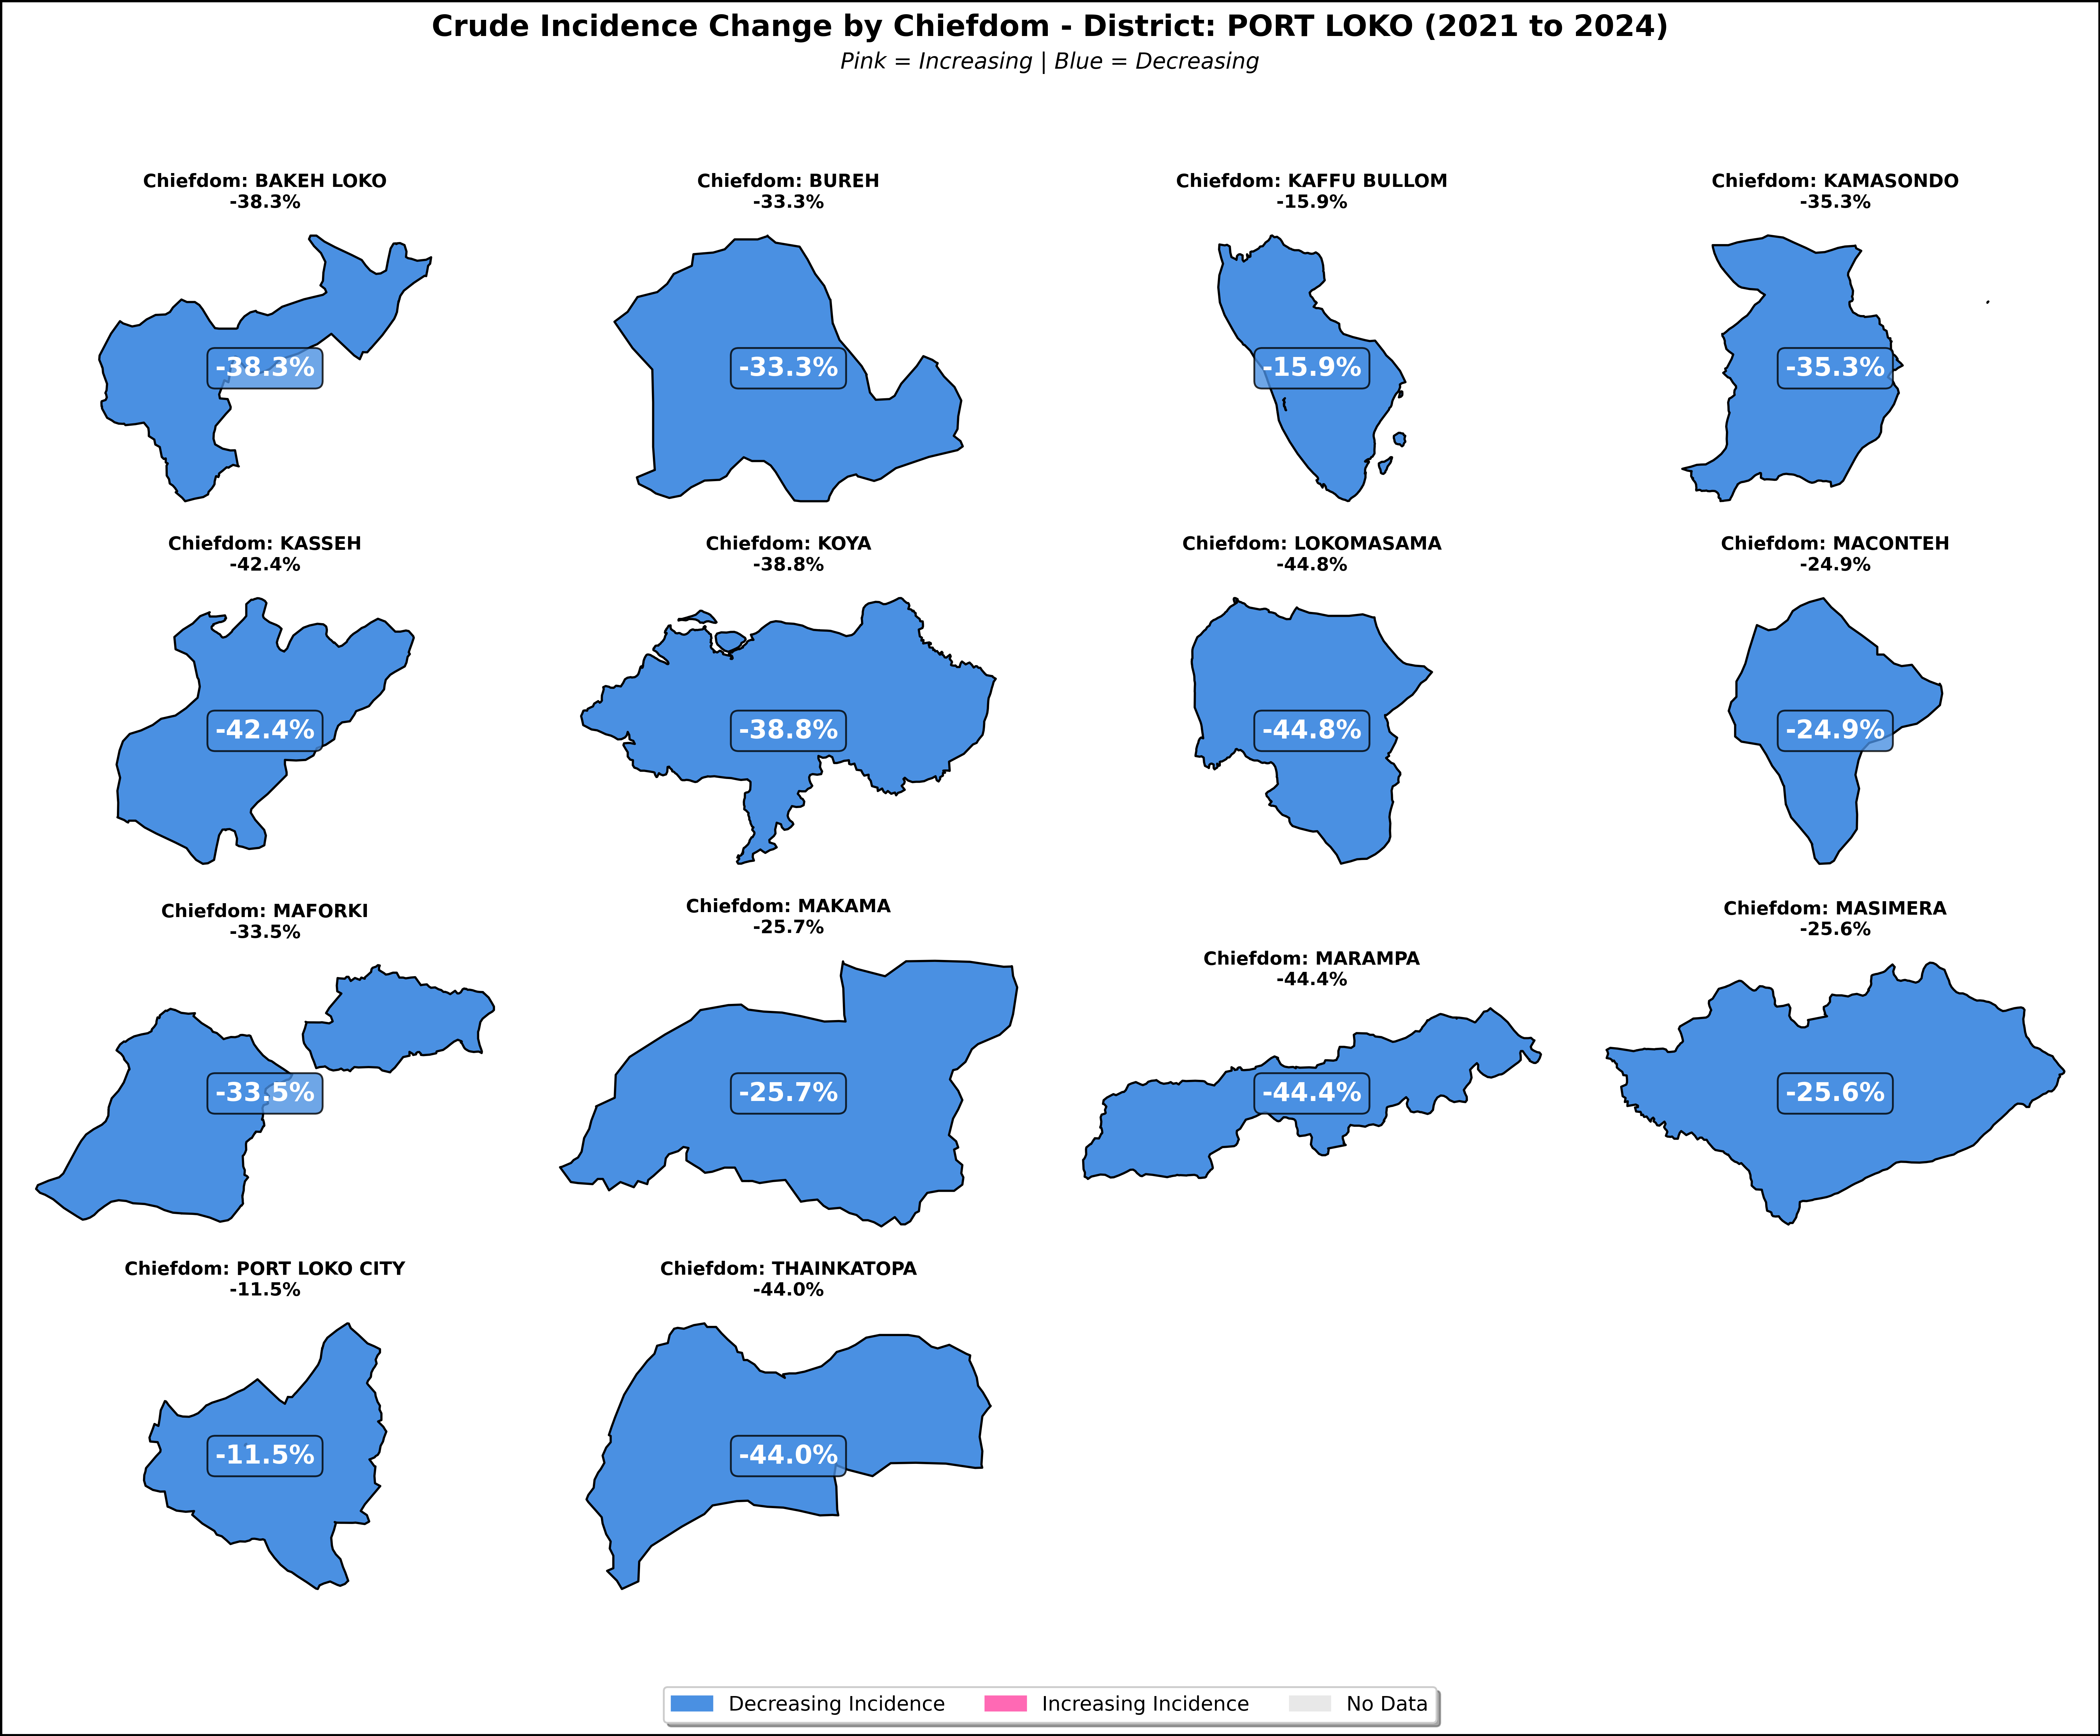 Crude Incidence Change by Chiefdom - District: PORT LOKO (2021 to 2024)
Pink = Increasing | Blue = Decreasing
Chiefdom: BAKEH LOKO
-38.3%
-38.3%
Chiefdom: BUREH
-33.3%
-33.3%
Chiefdom: KAFFU BULLOM
-15.9%
-15.9%
Chiefdom: KAMASONDO
-35.3%
-35.3%
Chiefdom: KASSEH
-42.4%
-42.4%
Chiefdom: KOYA
-38.8%
-38.8%
Chiefdom: LOKOMASAMA
-44.8%
-44.8%
Chiefdom: MACONTEH
-24.9%
-24.9%
Chiefdom: MAFORKI
-33.5%
-33.5%
Chiefdom: MAKAMA
-25.7%
-25.7%
Chiefdom: MARAMPA
-44.4%
-44.4%
Chiefdom: MASIMERA
-25.6%
-25.6%
Chiefdom: PORT LOKO CITY
-11.5%
-11.5%
Chiefdom: THAINKATOPA
-44.0%
-44.0%
Decreasing Incidence
Increasing Incidence
No Data